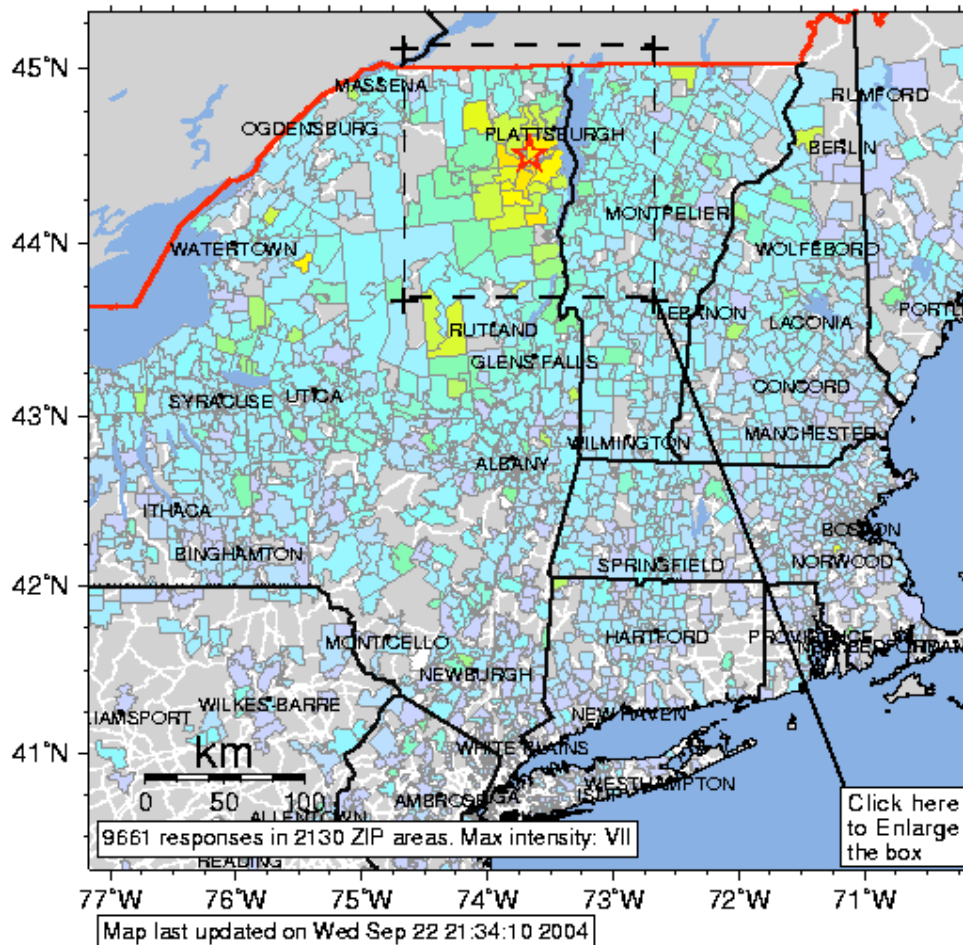 45°N
MASSENA
RUMFORD
OGDENSBURG
PLATTSBURGH
BERLIN
MONTPELIER
44°N
WATERTOWN
WOLFEBORD
LEBANON
PORTL
RUTLAND
LACONIA
GLENS FALLS
CONCORD
43°N
SYRACUSE
UTICA
WILMINGTON
MANCHESTER
ALBANY
ITHACA
BOSTON
BINGHAMTON
SPRINGFIELD
NORWOOD
42°N
MONTICELLO
HARTFORD
PROVIDENCE
NEWBURGH
IAMSPORT
WILKES-BARRE
NEW HAVEN
41°N
km
WHITE PLAINS
0 50 100
WESTHAMPTON
ISLIP
ALLENTOWN
Click here
to Enlarge
the box
9661 responses in 2130 ZIP areas. Max intensity: VII
READING
77°W 76°W 75°W 74°W 73°W 72°W 71°W
Map last updated on Wed Sep 22 21:34:10 2004